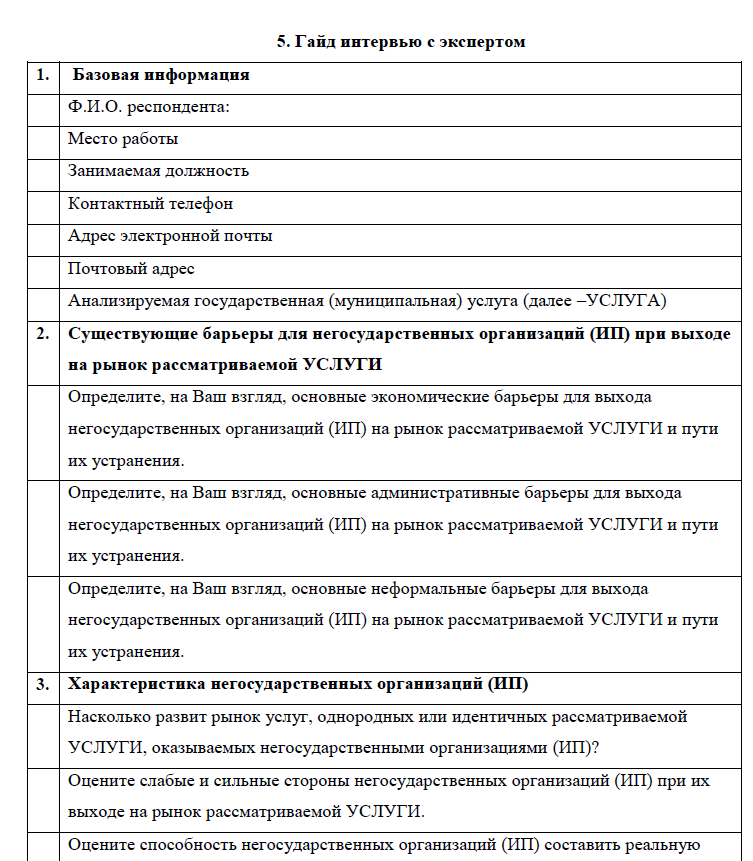 5. Гайд интервью с экспертом
1. Базовая информация
Ф.И.О. респондента:
Место работы
Занимаемая должность
Контактный телефон
Адрес электронной почты
Почтовый адрес
Анализируемая государственная (муниципальная) услуга (далее –УСЛУГА)
2. Существующие барьеры для негосударственных организаций (ИП) при выходе
на рынок рассматриваемой УСЛУГИ
Определите, на Ваш взгляд, основные экономические барьеры для выхода
негосударственных организаций (ИП) на рынок рассматриваемой УСЛУГИ и пути
их устранения.
Определите, на Ваш взгляд, основные административные барьеры для выхода
негосударственных организаций (ИП) на рынок рассматриваемой УСЛУГИ и пути
их устранения.
Определите, на Ваш взгляд, основные неформальные барьеры для выхода
негосударственных организаций (ИП) на рынок рассматриваемой УСЛУГИ и пути
их устранения.
3. Характеристика негосударственных организаций (ИП)
Насколько развит рынок услуг, однородных или идентичных рассматриваемой
УСЛУГИ, оказываемых негосударственными организациями (ИП)?
Оцените слабые и сильные стороны негосударственных организаций (ИП) при их
выходе на рынок рассматриваемой УСЛУГИ.
Оцените способность негосударственных организаций (ИП) составить реальную